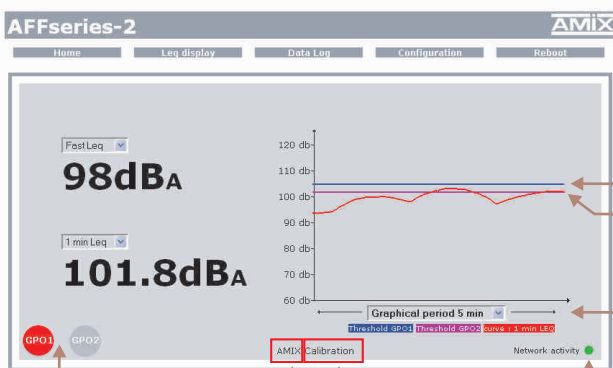 AFFseries-2
AMIX
Home Leq display Data Log Configuration Reboot
Fast Leq
98dBA
1 min Leq
101.8dBA
120 db
110 db
100 db
90 db
80 db
70 db
60 db
Graphical period 5 min
Threshold GPO1 Threshold GPO2 curve : 1 min LEQ
GPO1 GPO2
AMIX Calibration
Network activity